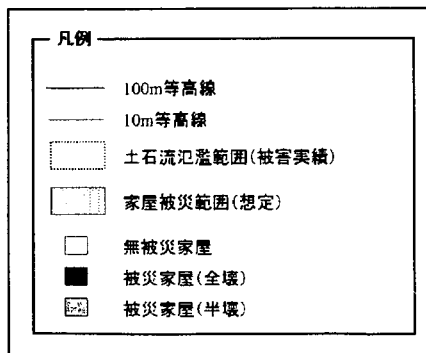 凡例
100m等高線
10m等高線
土石流氾濫範囲(被害実績)
家屋被災範囲(想定)
無被災家屋
被災家屋(全壊)
被災家屋(半壊)